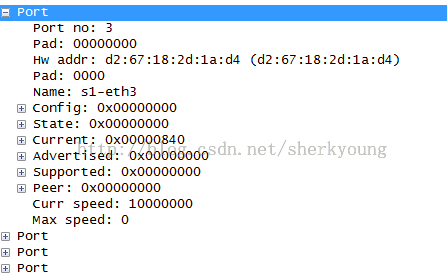 Port
Port no: 3
Pad: 00000000
Hw addr: d2:67:18:2d:1a:d4 (d2:67:18:2d:1a:d4)
Pad: 0000
Name: s1-eth3
Config: 0x00000000
State: 0x00000000
Current: 0x00000840
http://blog.csdn.net/sherkyoung
Advertised: 0x00000000
Supported: 0x00000000
Peer: 0x00000000
Curr speed: 10000000
Max speed: 0
Port
Port
Port